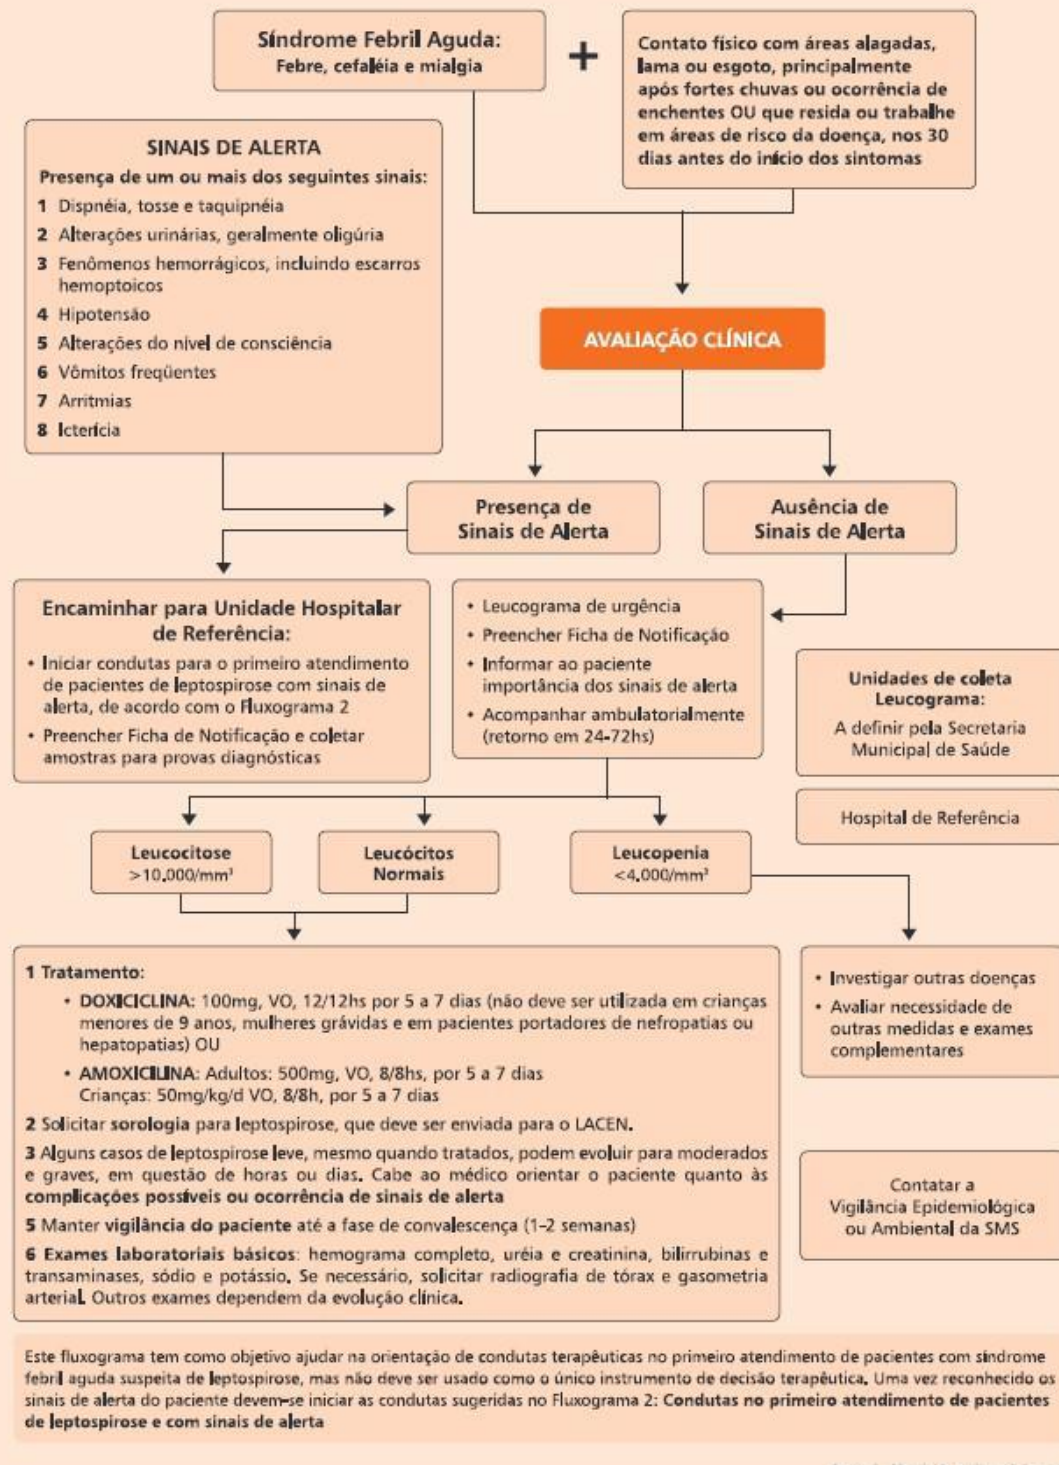 Síndrome Febril Aguda:
Febre, cefaléia e mialgia
+
Contato físico com áreas alagadas,
lama ou esgoto, principalmente
após fortes chuvas ou ocorrência de
enchentes OU que resida ou trabalhe
em áreas de risco da doença, nos 30
dias antes do início dos sintomas
SINAIS DE ALERTA
Presença de um ou mais dos seguintes sinais:
1 Dispnéia, tosse e taquipnéia
2 Alterações urinárias, geralmente oligúria
3 Fenômenos hemorrágicos, incluindo escarros
hemoptoicos
4 Hipotensão
5 Alterações do nível de consciência
6 Vômitos freqüentes
7 Arritmias
8 Icterícia
AVALIAÇÃO CLÍNICA
Presença de
Sinais de Alerta
Ausência de
Sinais de Alerta
Encaminhar para Unidade Hospitalar
de Referência:
• Iniciar condutas para o primeiro atendimento
de pacientes de leptospirose com sinais de
alerta, de acordo com o Fluxograma 2
• Preencher Ficha de Notificação e coletar
amostras para provas diagnósticas
• Leucograma de urgência
• Preencher Ficha de Notificação
• Informar ao paciente
importância dos sinais de alerta
• Acompanhar ambulatorialmente
(retorno em 24-72hs)
Unidades de coleta
Leucograma:
A definir pela Secretaria
Municipal de Saúde
Hospital de Referência
Leucocitose
>10.000/mm³
Leucócitos
Normais
Leucopenia
<4.000/mm³
1 Tratamento:
• DOXICICLINA: 100mg, VO, 12/12hs por 5 a 7 dias (não deve ser utilizada em crianças
menores de 9 anos, mulheres grávidas e em pacientes portadores de nefropatias ou
hepatopatias) OU
• AMOXICILINA: Adultos: 500mg, VO, 8/8hs, por 5 a 7 dias
Crianças: 50mg/kg/d VO, 8/8h, por 5 a 7 dias
2 Solicitar sorologia para leptospirose, que deve ser enviada para o LACEN.
3 Alguns casos de leptospirose leve, mesmo quando tratados, podem evoluir para moderados
e graves, em questão de horas ou dias. Cabe ao médico orientar o paciente quanto às
complicações possíveis ou ocorrência de sinais de alerta
5 Manter vigilância do paciente até a fase de convalescença (1-2 semanas)
6 Exames laboratoriais básicos: hemograma completo, uréia e creatinina, bilirrubinas e
transaminases, sódio e potássio. Se necessário, solicitar radiografia de tórax e gasometria
arterial. Outros exames dependem da evolução clínica.
• Investigar outras doenças
• Avaliar necessidade de
outras medidas e exames
complementares
Contatar a
Vigilância Epidemiológica
ou Ambiental da SMS
Este fluxograma tem como objetivo ajudar na orientação de condutas terapêuticas no primeiro atendimento de pacientes com síndrome
febril aguda suspeita de leptospirose, mas não deve ser usado como o único instrumento de decisão terapêutica. Uma vez reconhecido os
sinais de alerta do paciente devem-se iniciar as condutas sugeridas no Fluxograma 2: Condutas no primeiro atendimento de pacientes
de leptospirose e com sinais de alerta